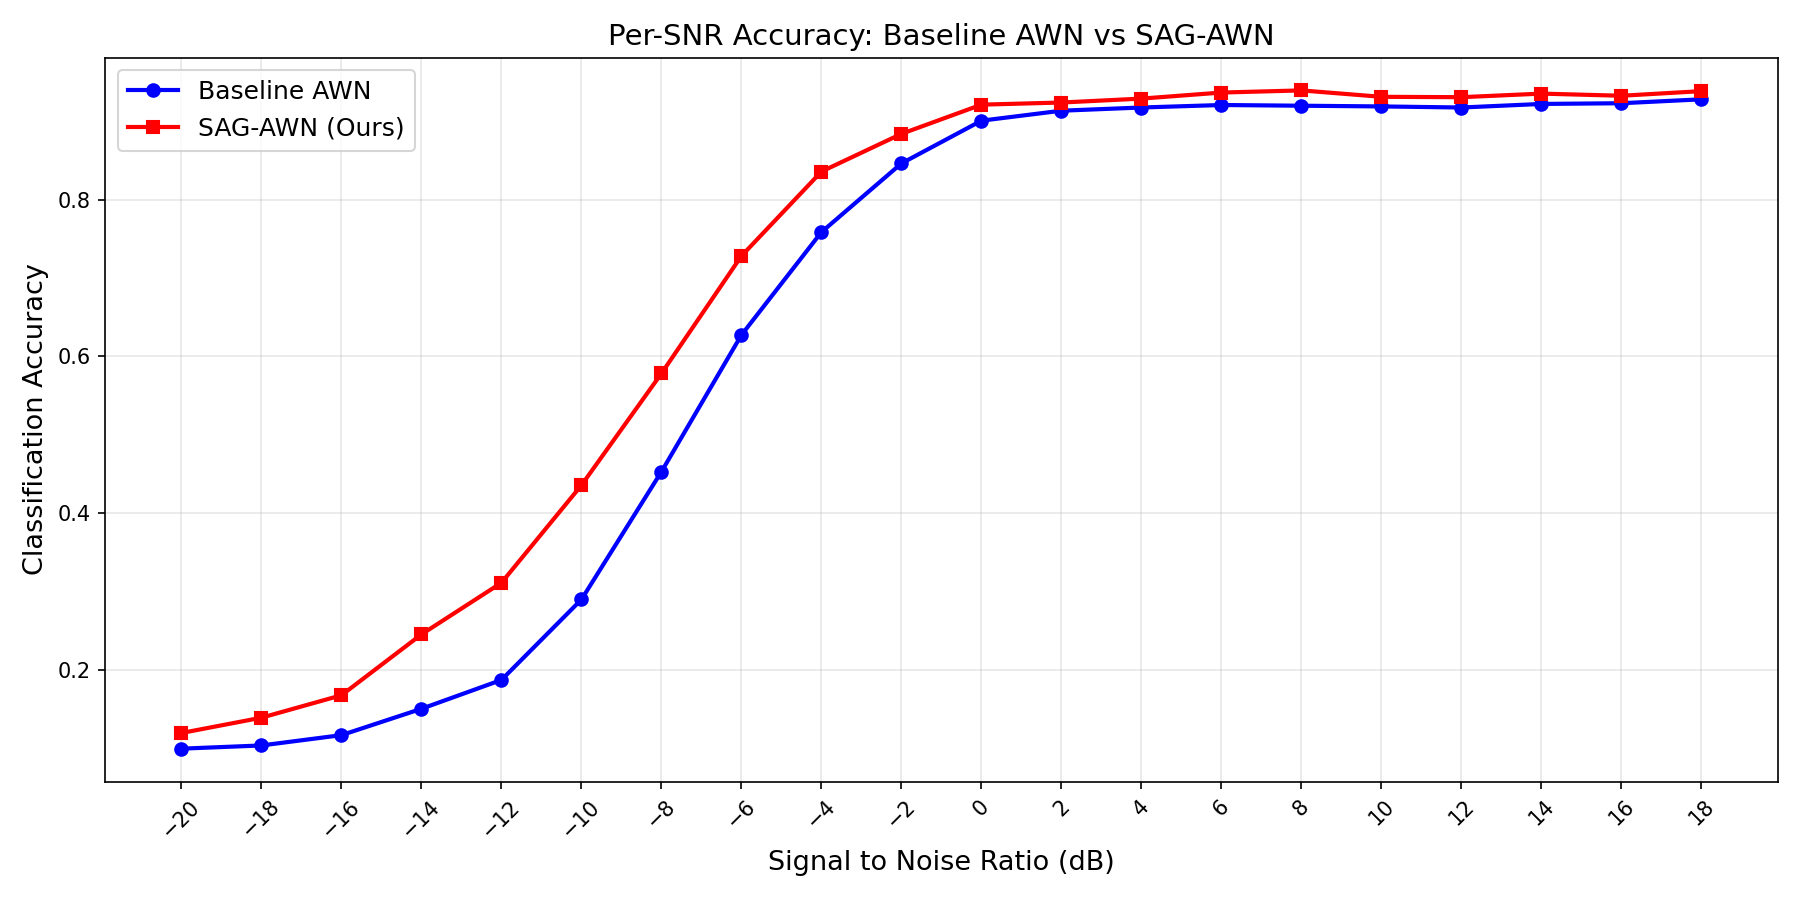 Per-SNR Accuracy: Baseline AWN vs SAG-AWN
Baseline AWN
SAG-AWN (Ours)
Classification Accuracy
0.8
0.6
0.4
0.2
−20 −18 −16 −14 −12 −10 −8 −6 −4 −2 0 2 4 6 8 10 12 14 16 18
Signal to Noise Ratio (dB)